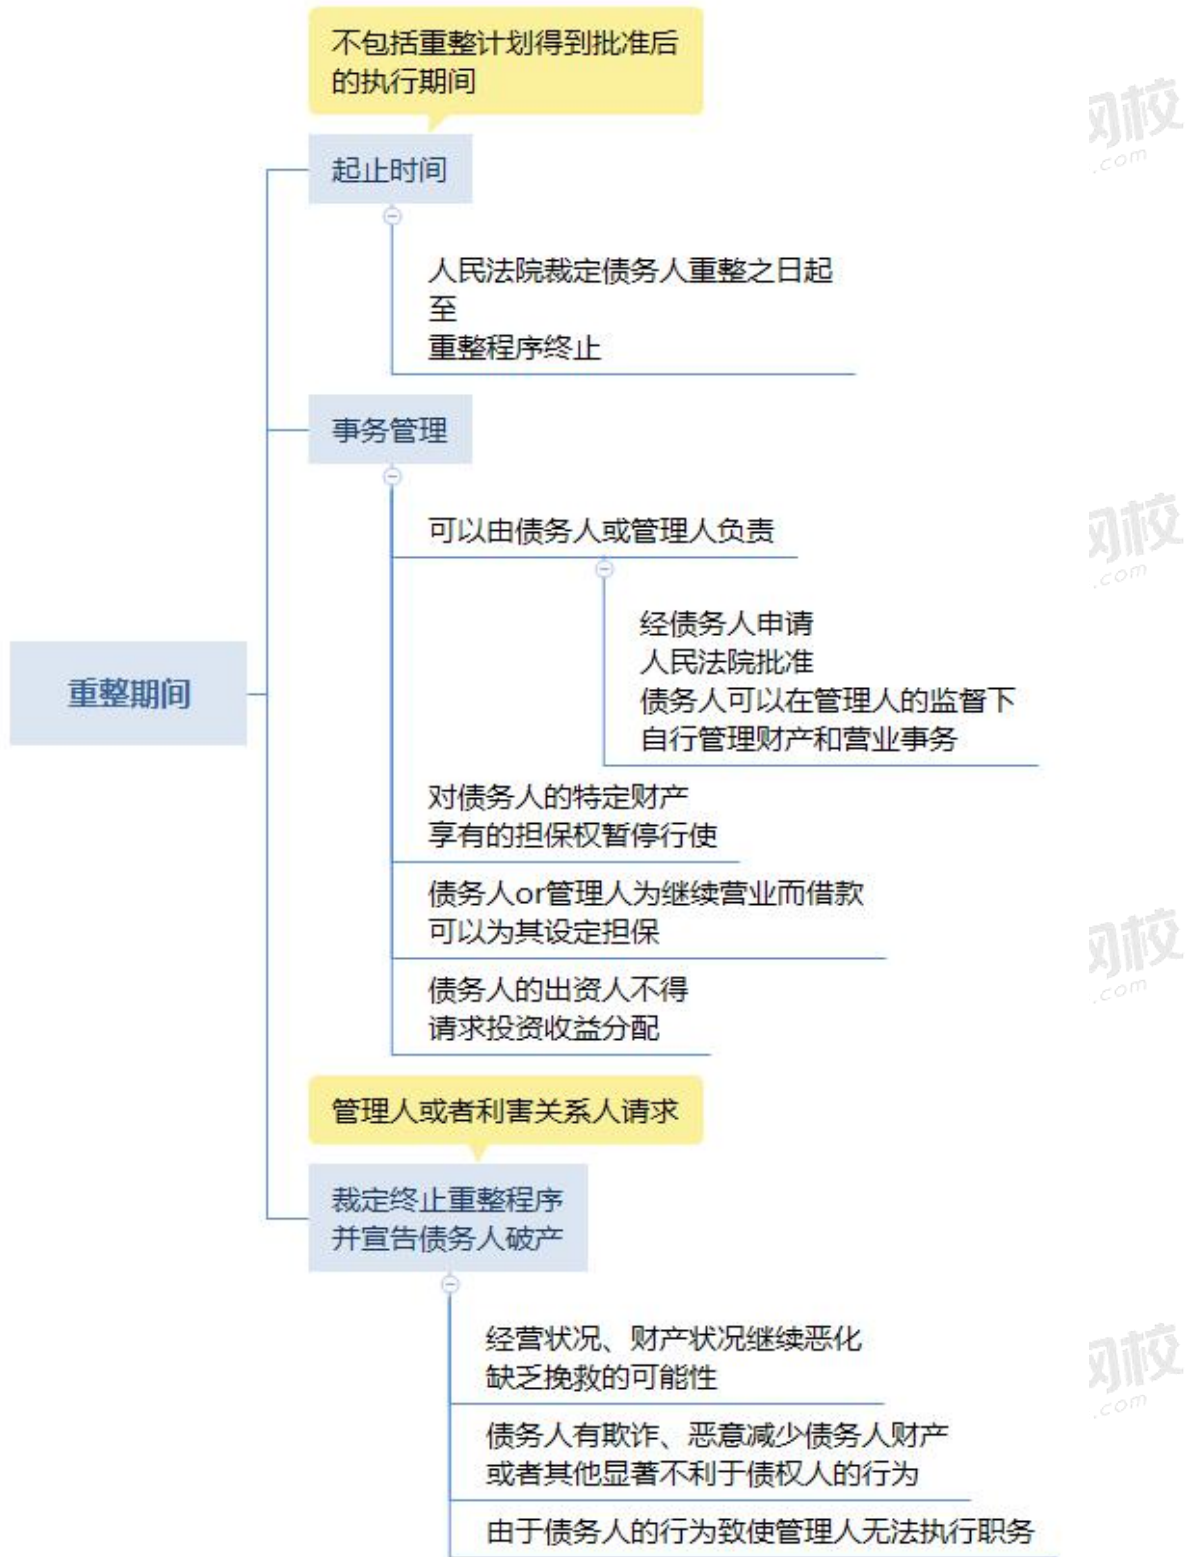 不包括重整计划得到批准后
的执行期间
起止时间
人民法院裁定债务人重整之日起
至
重整程序终止
事务管理
可以由债务人或管理人负责
经债务人申请
人民法院批准
债务人可以在管理人的监督下
自行管理财产和营业事务
重整期间
对债务人的特定财产
享有的担保权暂停行使
债务人or管理人为继续营业而借款
可以为其设定担保
债务人的出资人不得
请求投资收益分配
管理人或者利害关系人请求
裁定终止重整程序
并宣告债务人破产
经营状况、财产状况继续恶化
缺乏挽救的可能性
债务人有欺诈、恶意减少债务人财产
或者其他显著不利于债权人的行为
由于债务人的行为致使管理人无法执行职务
网校
.com
网校
.com
网校
.com
网校
.com